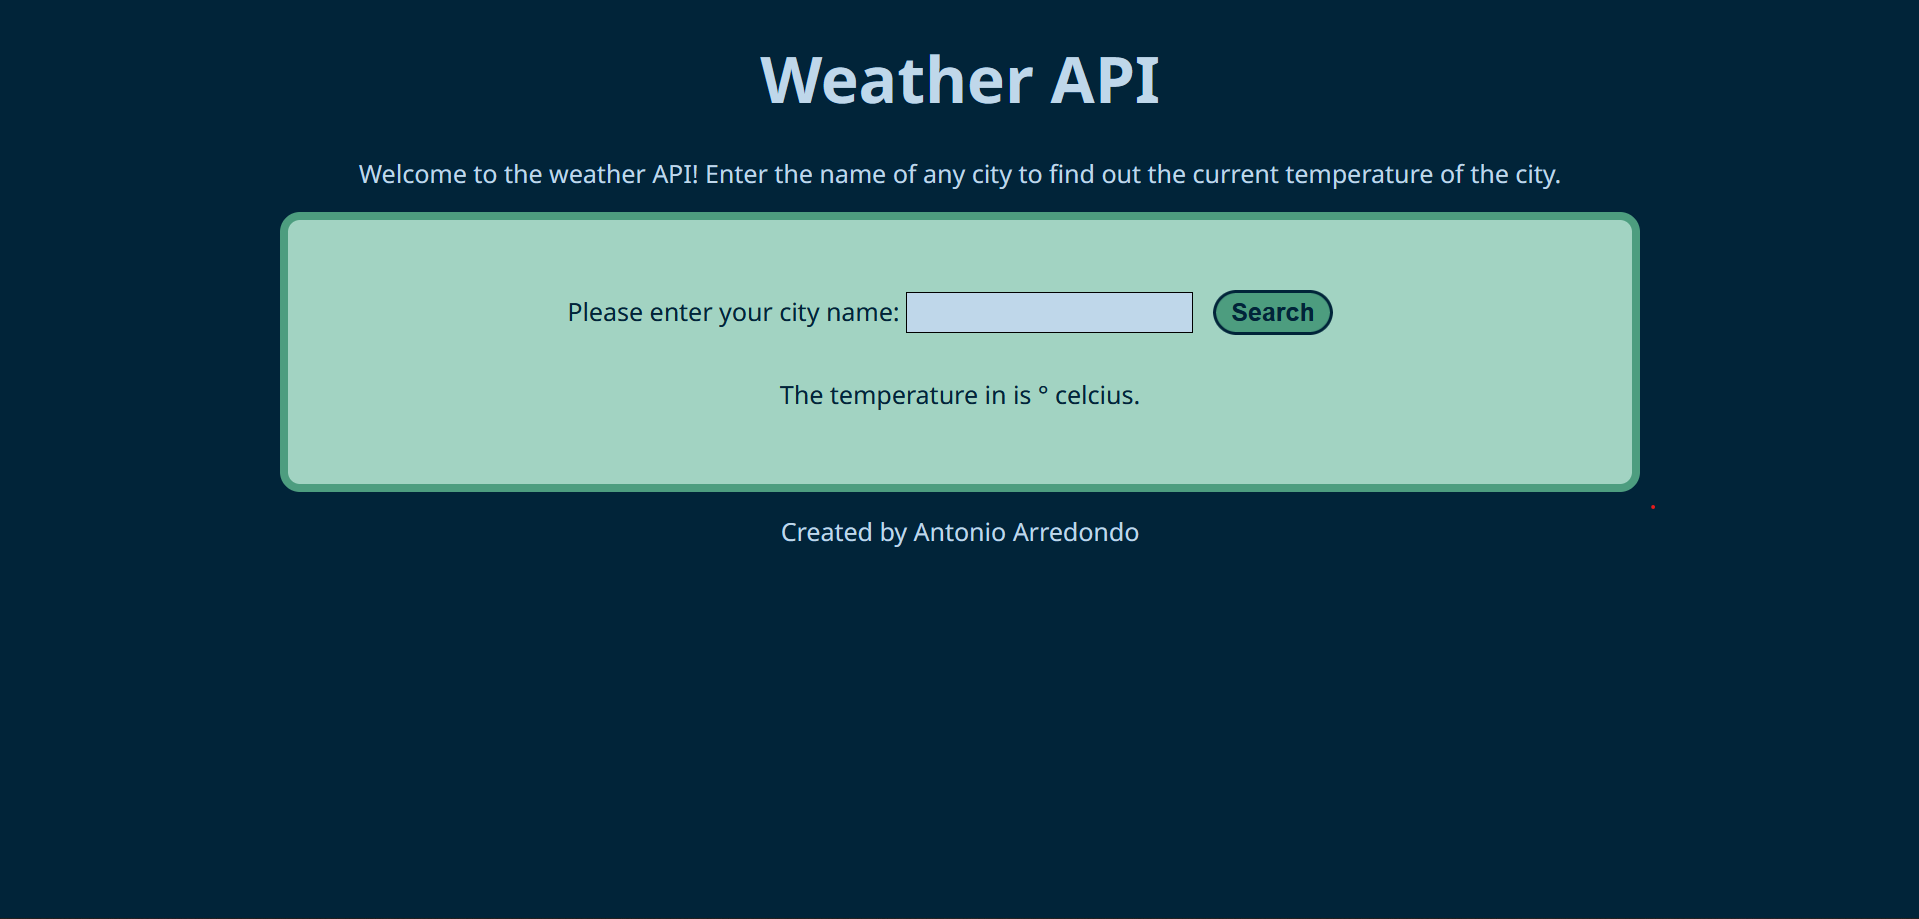 Weather API
Welcome to the weather API! Enter the name of any city to find out the current temperature of the city.
Please enter your city name: Search
The temperature in is ° celcius.
Created by Antonio Arredondo